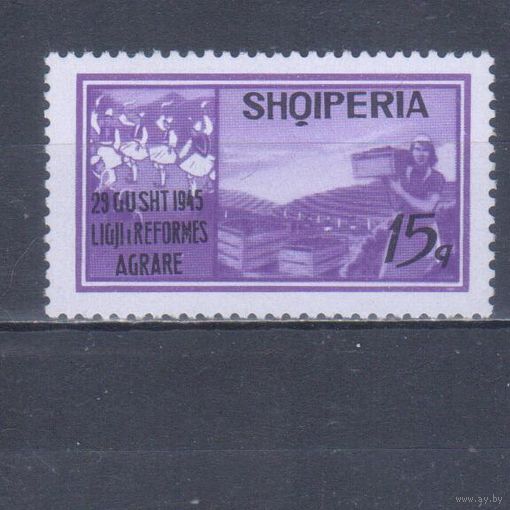 SHQIPERIA
29 GUSHT 1945
LIGJI i REFORMES
AGRARE
15q
www.ay.by